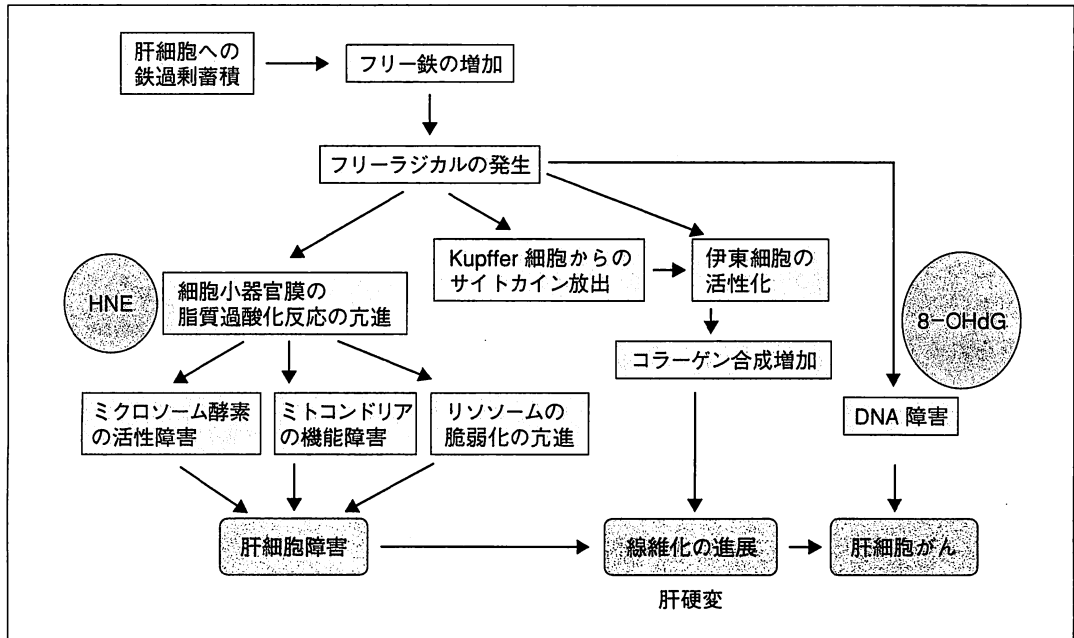 肝細胞への
鉄過剰蓄積
フリー鉄の増加
フリーラジカルの発生
Kupffer 細胞からの
サイトカイン放出
伊東細胞の
活性化
HNE
細胞小器官膜の
脂質過酸化反応の亢進
8-OHdG
コラーゲン合成増加
ミクロソーム酵素
の活性障害
ミトコンドリア
の機能障害
リソソームの
脆弱化の亢進
DNA 障害
肝細胞障害
線維化の進展
肝細胞がん
肝硬変